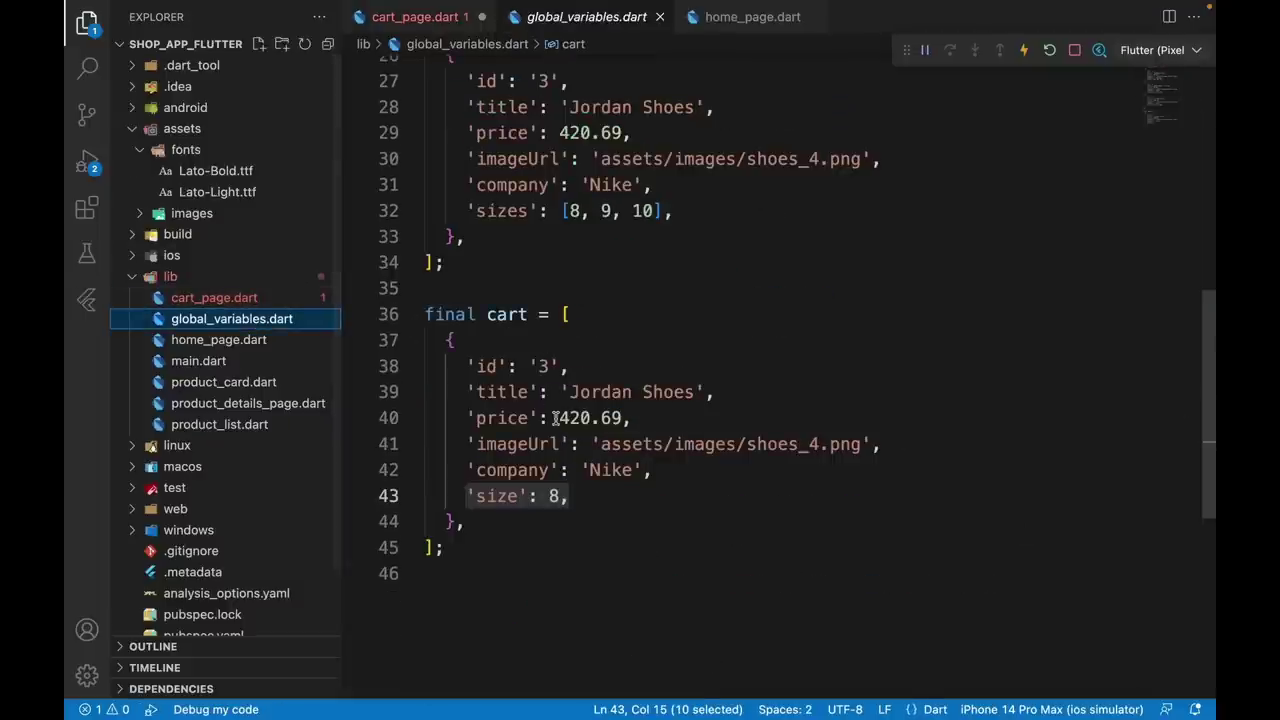 EXPLORER
cart_page.dart 1
global_variables.dart
home_page.dart
SHOP_APP_FLUTTER
lib > global_variables.dart > cart
Flutter (Pixel
.dart_tool
.idea
android
assets
fonts
Aa Lato-Bold.ttf
Aa Lato-Light.ttf
images
build
ios
lib
cart_page.dart 1
global_variables.dart
home_page.dart
main.dart
product_card.dart
product_details_page.dart
product_list.dart
linux
macos
test
web
windows
.gitignore
.metadata
analysis_options.yaml
pubspec.lock
pubspec.yaml
OUTLINE
TIMELINE
DEPENDENCIES
1
2
26 {
27 'id': '3',
28 'title': 'Jordan Shoes',
29 'price': 420.69,
30 'imageUrl': 'assets/images/shoes_4.png',
31 'company': 'Nike',
32 'sizes': [8, 9, 10],
33 },
34 ];
35
36 final cart = [
37 {
38 'id': '3',
39 'title': 'Jordan Shoes',
40 'price': 420.69,
41 'imageUrl': 'assets/images/shoes_4.png',
42 'company': 'Nike',
43 'size': 8,
44 },
45 ];
46
1 0 Debug my code Ln 43, Col 15 (10 selected) Spaces: 2 UTF-8 LF {} Dart iPhone 14 Pro Max (ios simulator)